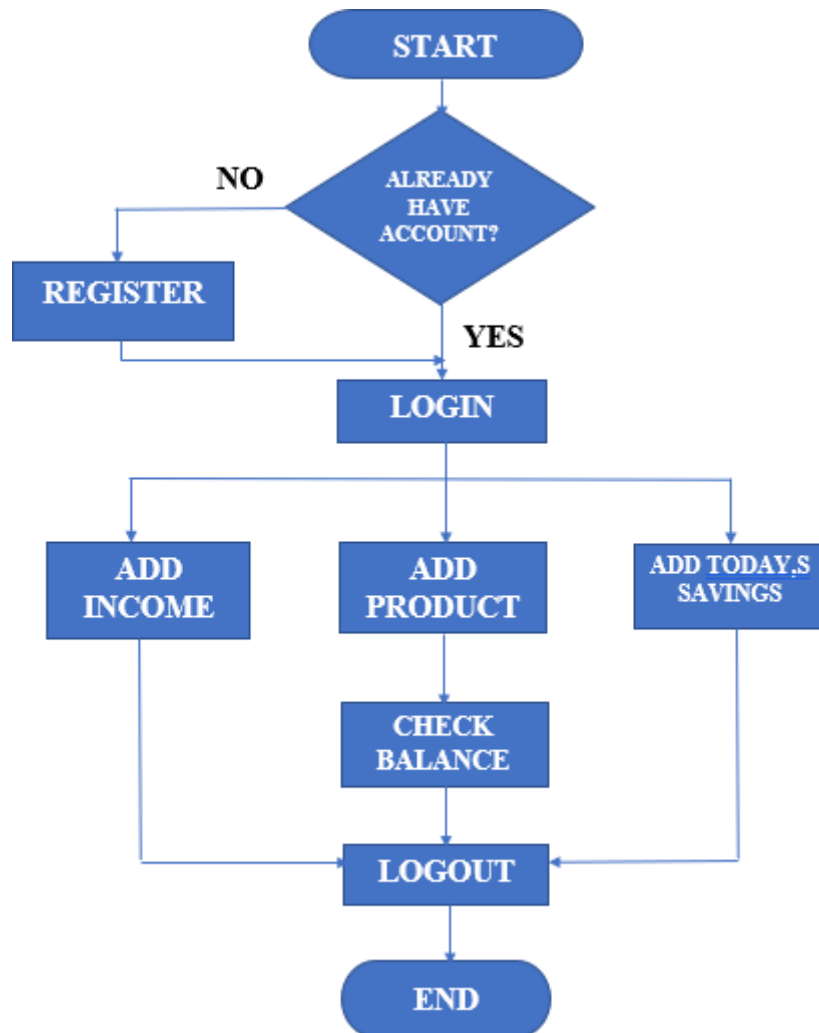 START
ALREADY
HAVE
ACCOUNT?
NO
REGISTER
YES
LOGIN
ADD
INCOME
ADD
PRODUCT
ADD TODAY,S
SAVINGS
CHECK
BALANCE
LOGOUT
END